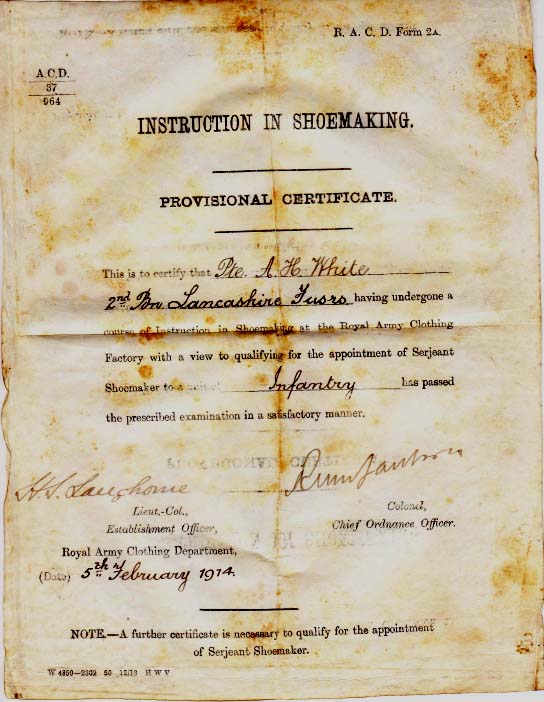 R. A. C. D. Form 2A.
A.C.D.
37
964
INSTRUCTION IN SHOEMAKING.
PROVISIONAL CERTIFICATE.
This is to certify that Pte. A. H. White
2nd Bn Lancashire Fusrs having undergone a
course of Instruction in Shoemaking at the Royal Army Clothing
Factory with a view to qualifying for the appointment of Serjeant
Shoemaker to a unit of Infantry has passed
the prescribed examination in a satisfactory manner.
H.S. Langhorne
Lieut.-Col.,
Establishment Officer,
Colonel,
Chief Ordnance Officer.
Royal Army Clothing Department,
(Date) 5th February 1914.
NOTE.—A further certificate is necessary to qualify for the appointment
of Serjeant Shoemaker.
W 4850—2302 50 12/13 H W V